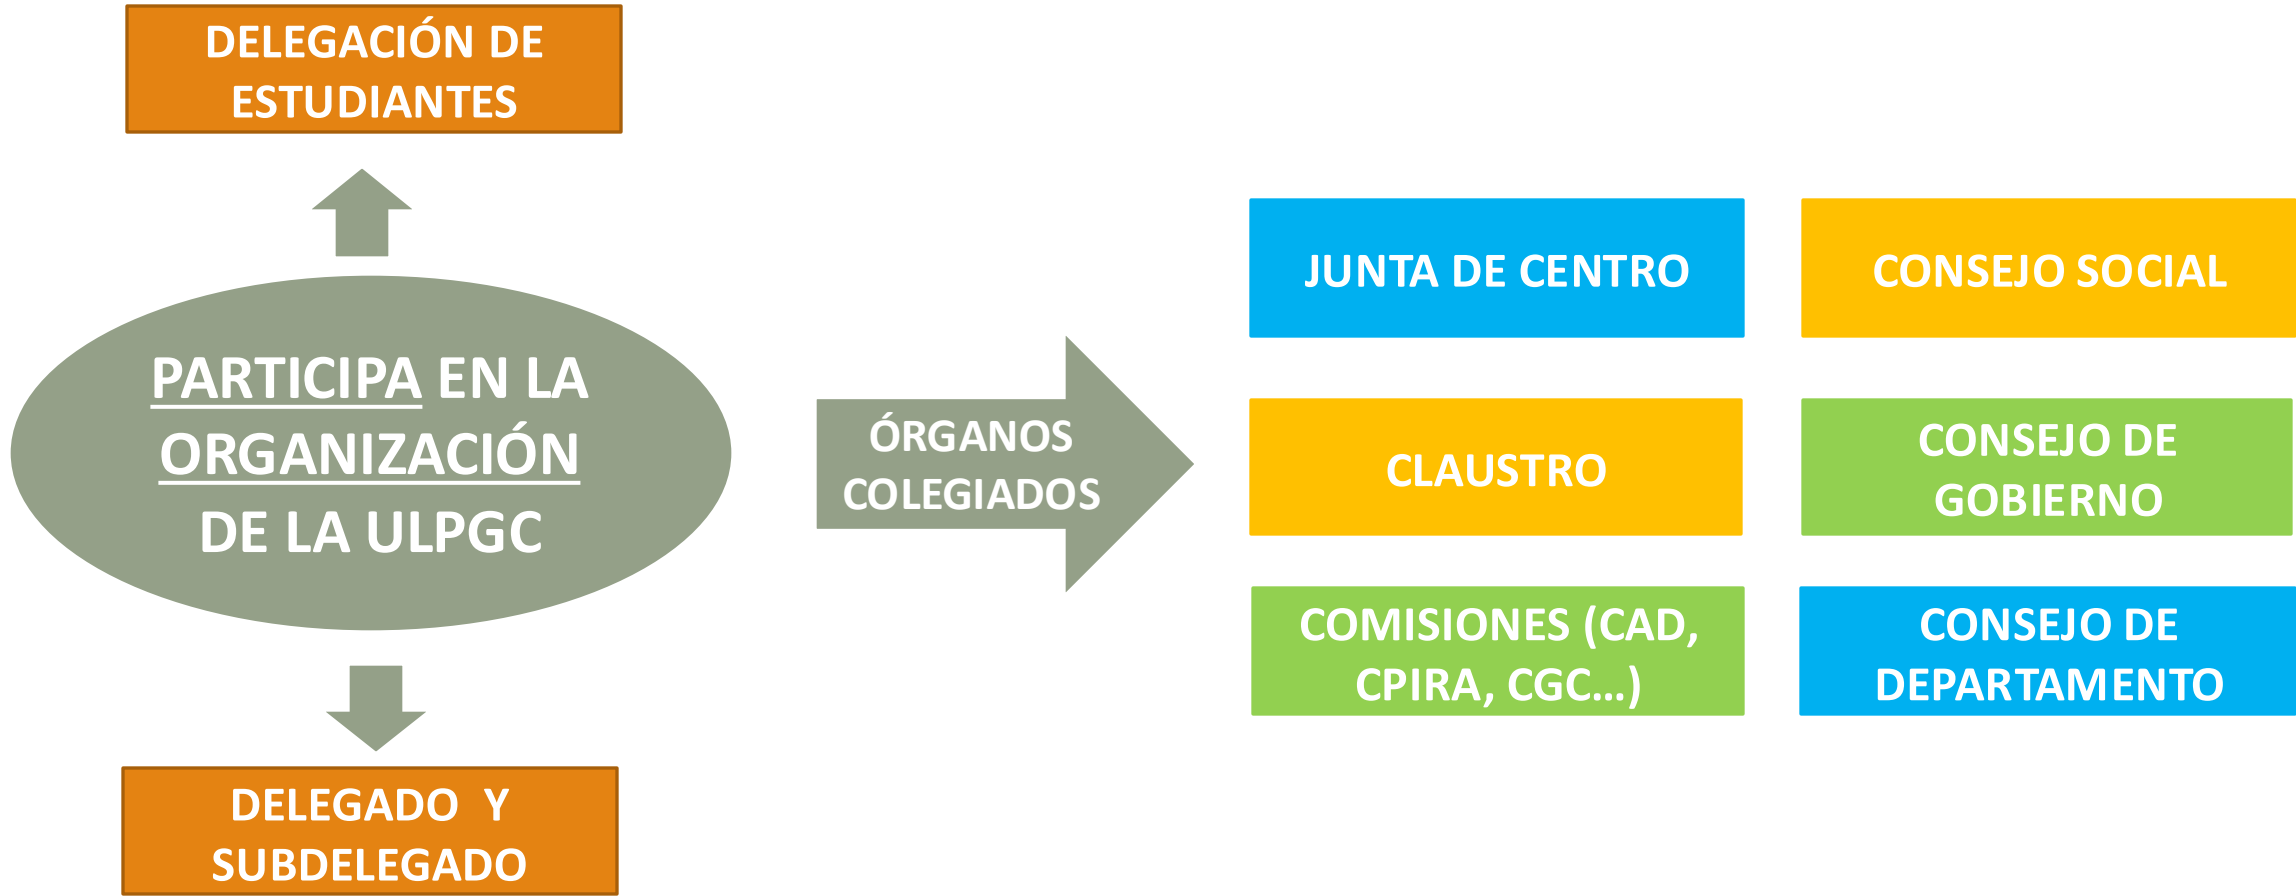 DELEGACIÓN DE
ESTUDIANTES
PARTICIPA EN LA
ORGANIZACIÓN
DE LA ULPGC
DELEGADO Y
SUBDELEGADO
ÓRGANOS
COLEGIADOS
JUNTA DE CENTRO
CONSEJO SOCIAL
CLAUSTRO
CONSEJO DE
GOBIERNO
COMISIONES (CAD,
CPIRA, CGC...)
CONSEJO DE
DEPARTAMENTO